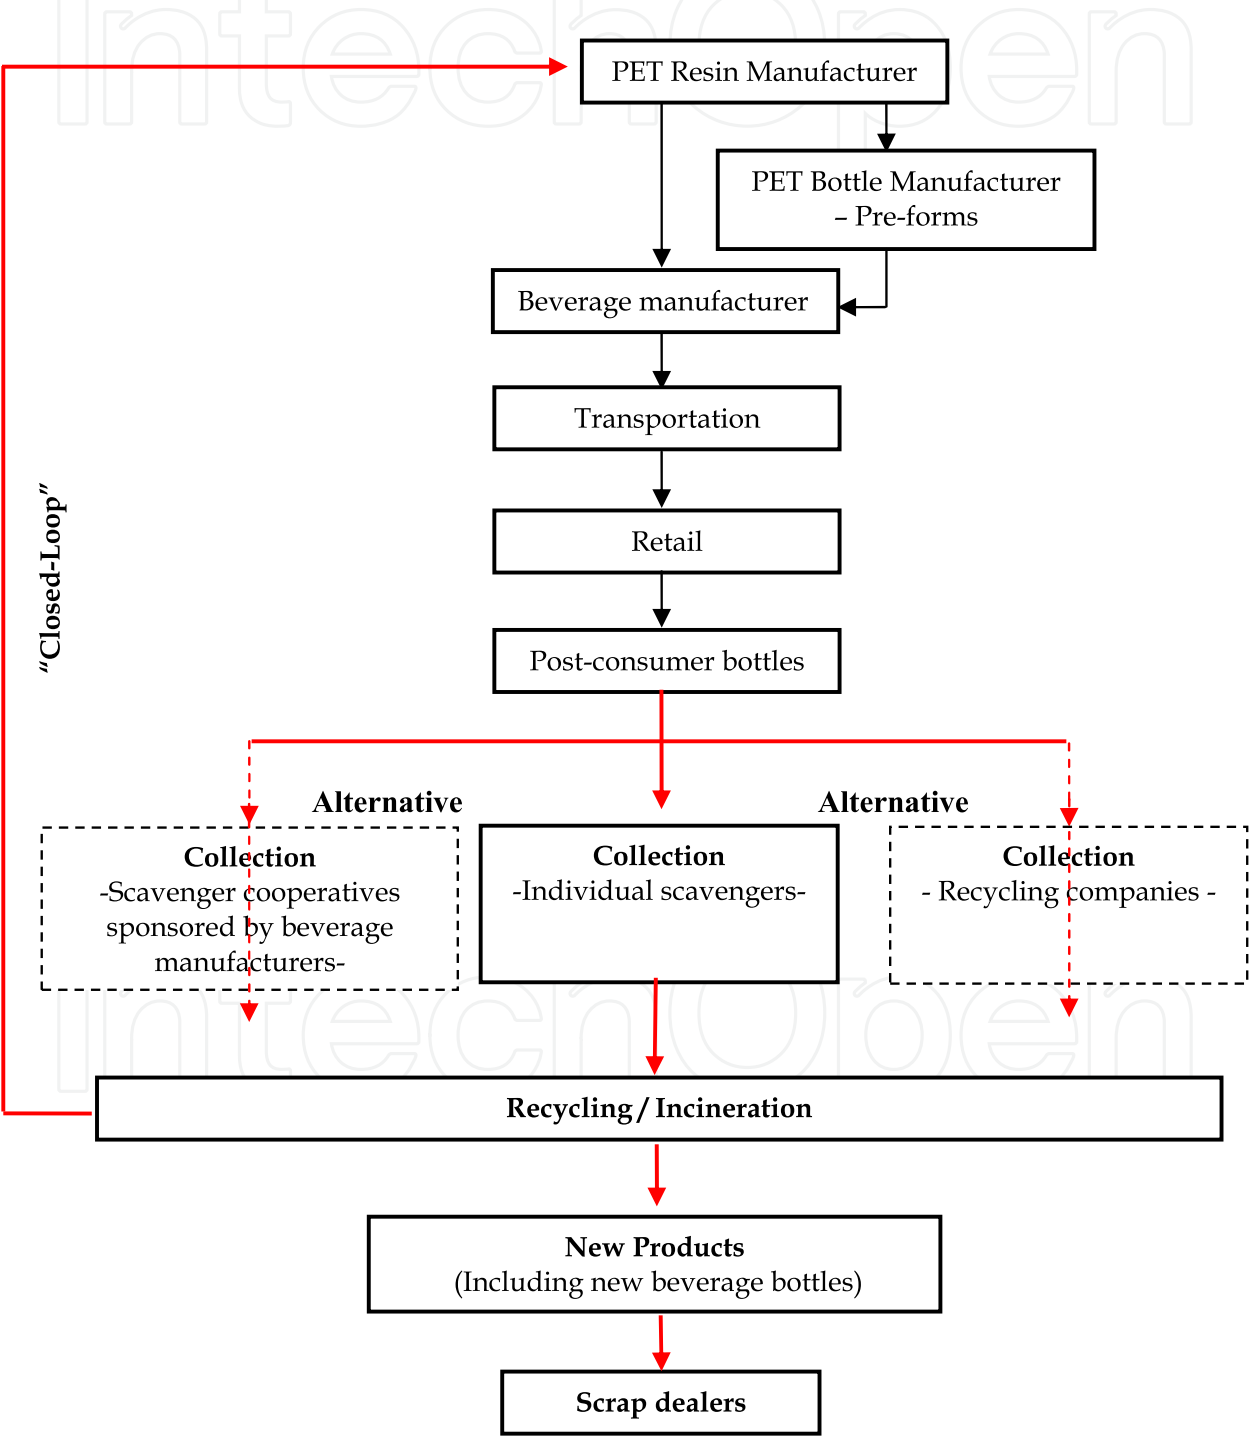 IntechOpen
PET Resin Manufacturer
PET Bottle Manufacturer
– Pre-forms
Beverage manufacturer
Transportation
Retail
“Closed-Loop”
Post-consumer bottles
Alternative
Alternative
Collection
-Scavenger cooperatives
sponsored by beverage
manufacturers-
Collection
-Individual scavengers-
Collection
- Recycling companies -
IntechOpen
Recycling / Incineration
New Products
(Including new beverage bottles)
Scrap dealers